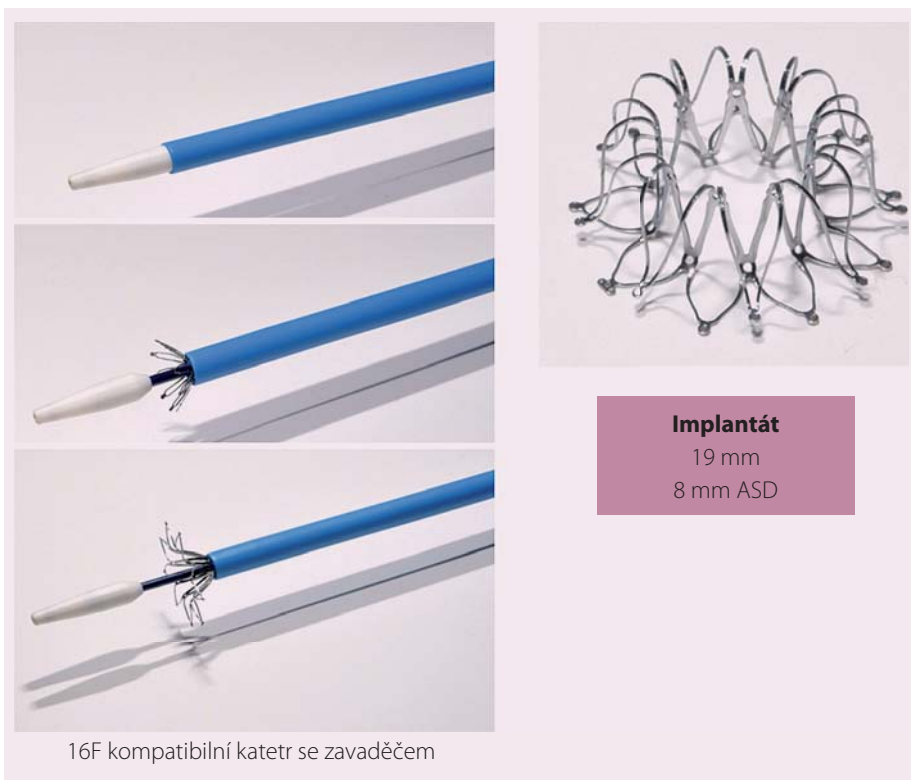 Implantát
19 mm
8 mm ASD
16F kompatibilní katetr se zavaděčem